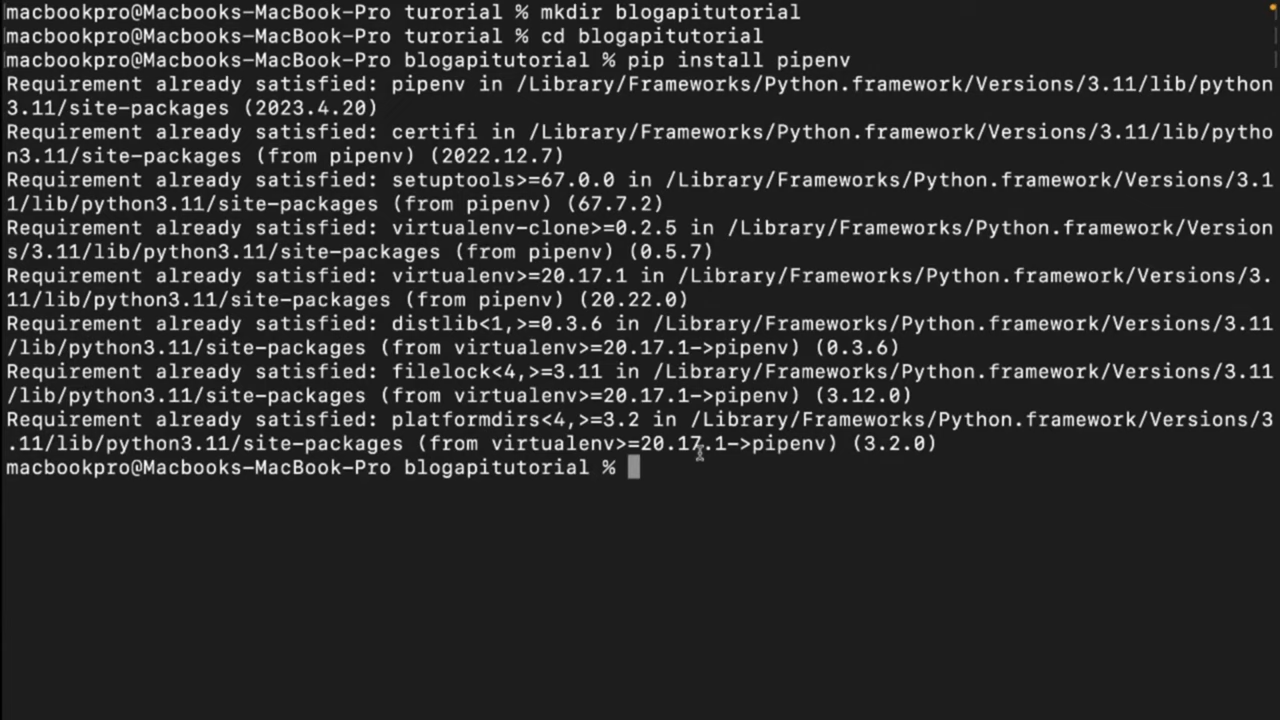 macbookpro@Macbooks-MacBook-Pro turorial % mkdir blogapitutorial
macbookpro@Macbooks-MacBook-Pro turorial % cd blogapitutorial
macbookpro@Macbooks-MacBook-Pro blogapitutorial % pip install pipenv
Requirement already satisfied: pipenv in /Library/Frameworks/Python.framework/Versions/3.11/lib/python
3.11/site-packages (2023.4.20)
Requirement already satisfied: certifi in /Library/Frameworks/Python.framework/Versions/3.11/lib/pytho
n3.11/site-packages (from pipenv) (2022.12.7)
Requirement already satisfied: setuptools>=67.0.0 in /Library/Frameworks/Python.framework/Versions/3.1
1/lib/python3.11/site-packages (from pipenv) (67.7.2)
Requirement already satisfied: virtualenv-clone>=0.2.5 in /Library/Frameworks/Python.framework/Version
s/3.11/lib/python3.11/site-packages (from pipenv) (0.5.7)
Requirement already satisfied: virtualenv>=20.17.1 in /Library/Frameworks/Python.framework/Versions/3.
11/lib/python3.11/site-packages (from pipenv) (20.22.0)
Requirement already satisfied: distlib<1,>=0.3.6 in /Library/Frameworks/Python.framework/Versions/3.11
/lib/python3.11/site-packages (from virtualenv>=20.17.1->pipenv) (0.3.6)
Requirement already satisfied: filelock<4,>=3.11 in /Library/Frameworks/Python.framework/Versions/3.11
/lib/python3.11/site-packages (from virtualenv>=20.17.1->pipenv) (3.12.0)
Requirement already satisfied: platformdirs<4,>=3.2 in /Library/Frameworks/Python.framework/Versions/3
.11/lib/python3.11/site-packages (from virtualenv>=20.17.1->pipenv) (3.2.0)
macbookpro@Macbooks-MacBook-Pro blogapitutorial %